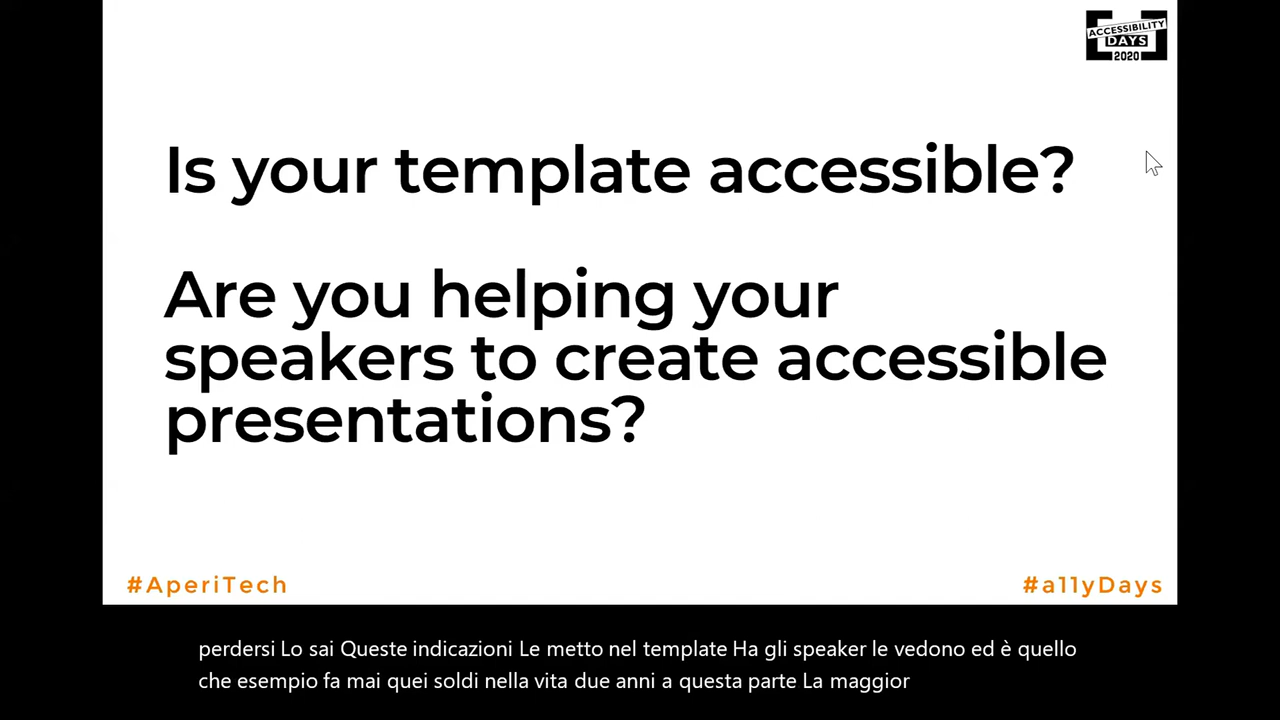 ACCESSIBILITY
DAYS
2020
Is your template accessible?
Are you helping your
speakers to create accessible
presentations?
#AperiTech
#a11yDays
perdersi Lo sai Queste indicazioni Le metto nel template Ha gli speaker le vedono ed è quello
che esempio fa mai quei soldi nella vita due anni a questa parte La maggior